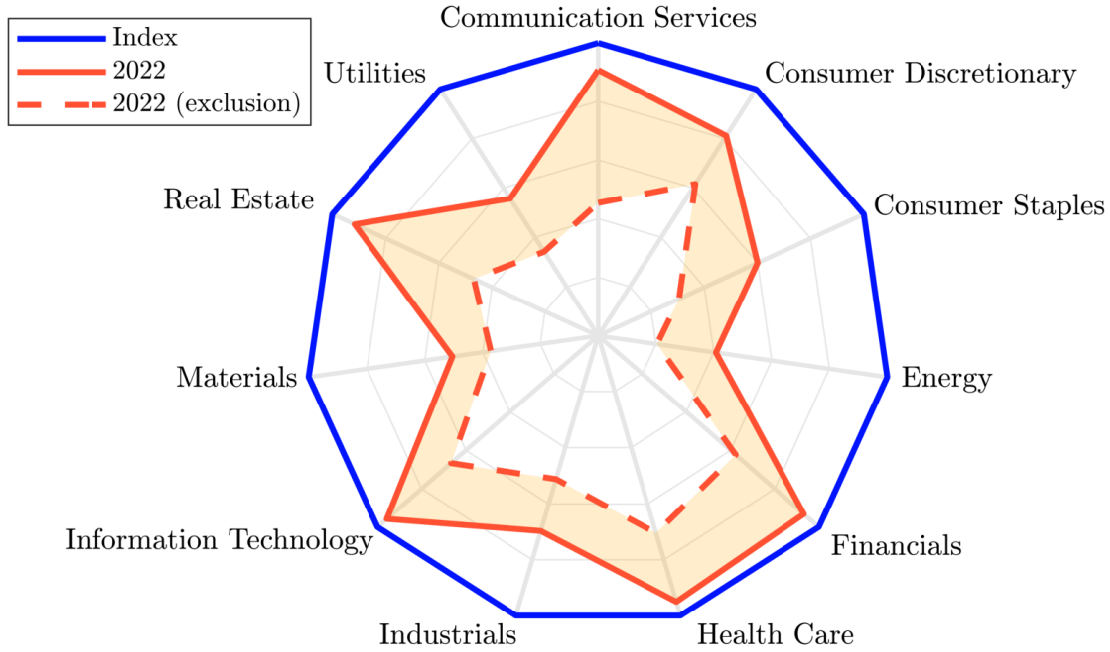 Index
2022
2022 (exclusion)
Communication Services
Utilities
Consumer Discretionary
Real Estate
Consumer Staples
Materials
Energy
Information Technology
Financials
Industrials
Health Care